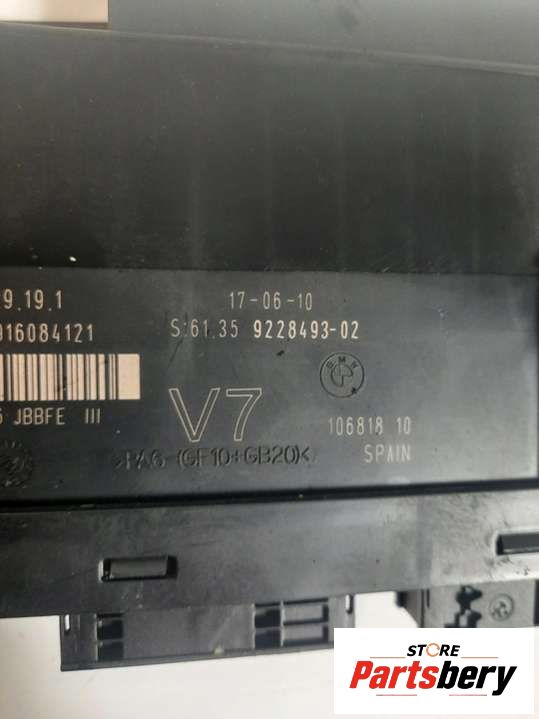 9.19.1
17-06-10
016084121
S:61.35 9228493-02
JBBFE III
V7
BMW
106818 10
>PA6-(GF10+GB20)<
SPAIN
STORE
Partsbery